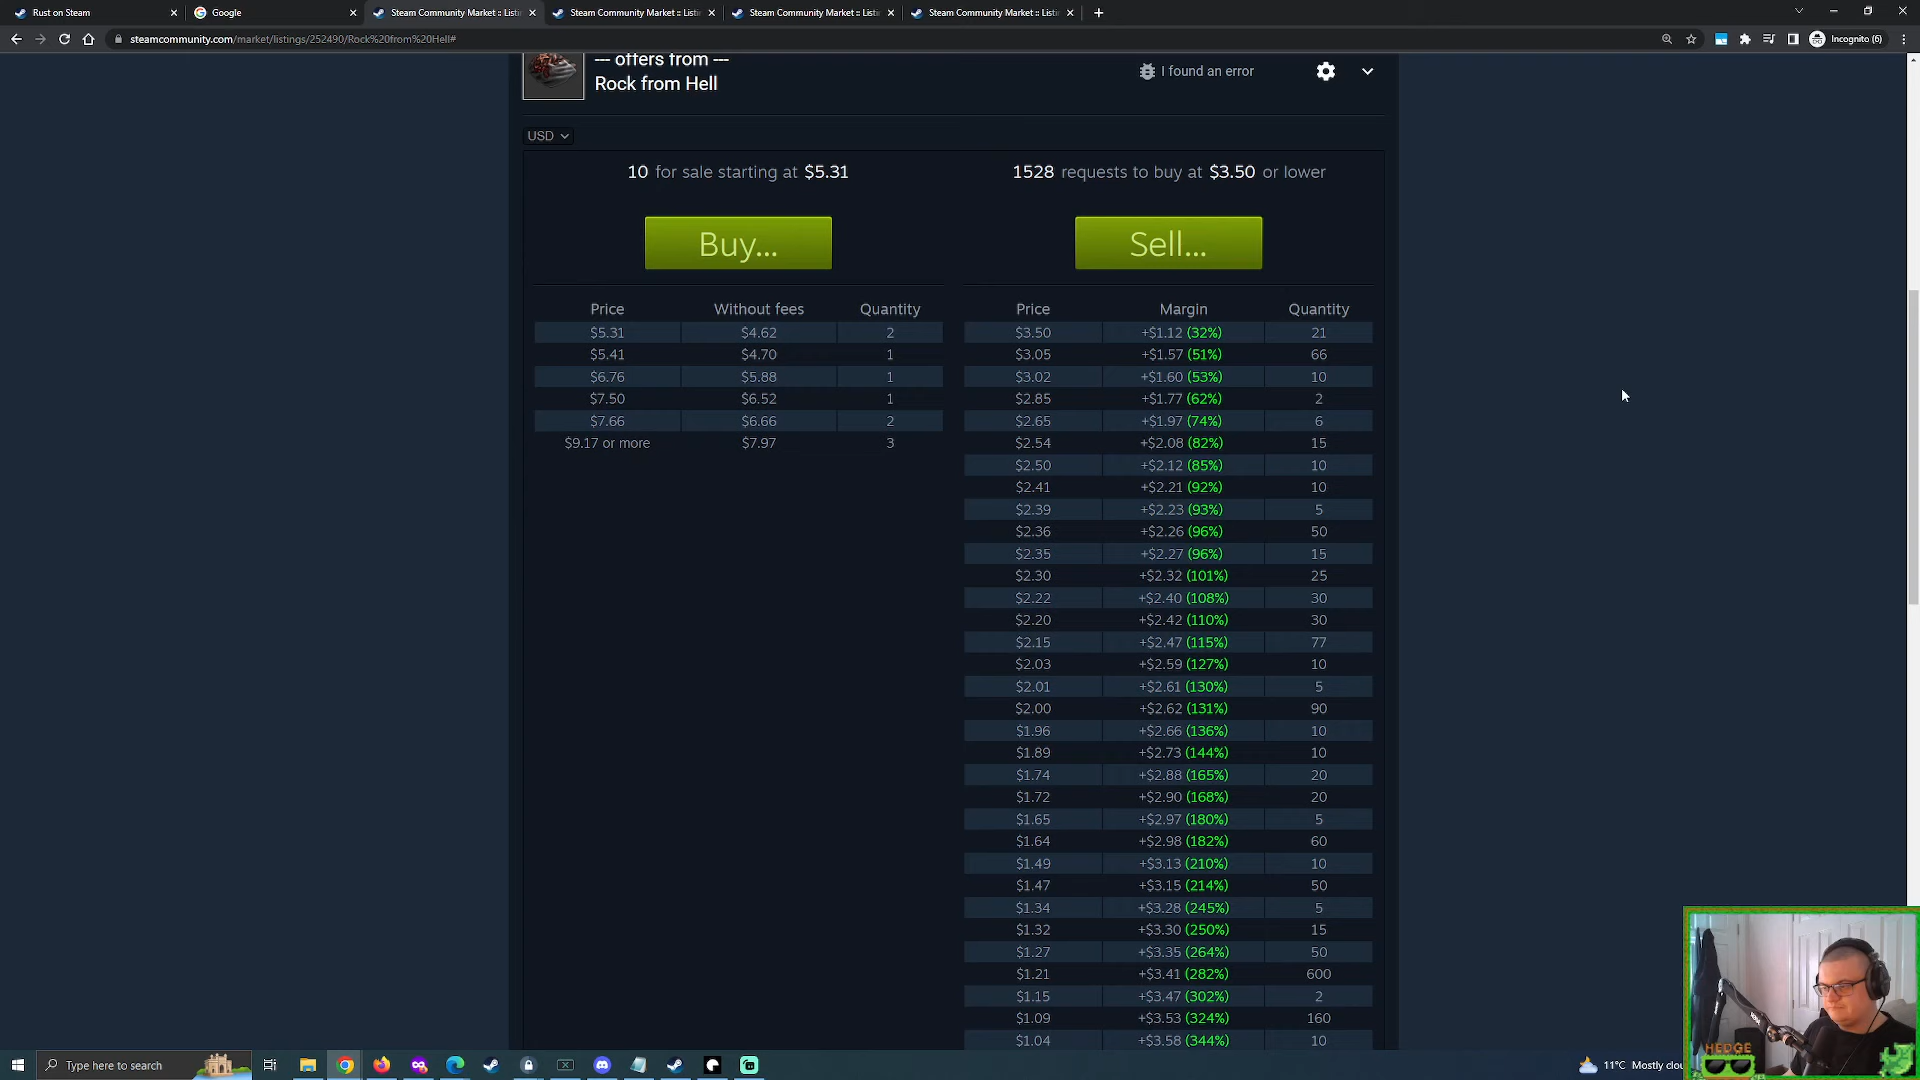 Rust on Steam
Google
Steam Community Market :: Listi
Steam Community Market :: Listi
Steam Community Market :: Listi
Steam Community Market :: Listi
steamcommunity.com/market/listings/252490/Rock%20from%20Hell#
Incognito (6)
--- offers from ---
Rock from Hell
I found an error
USD
10 for sale starting at $5.31
1528 requests to buy at $3.50 or lower
Buy...
Sell...
Price Without fees Quantity
$5.31 $4.62 2
$5.41 $4.70 1
$6.76 $5.88 1
$7.50 $6.52 1
$7.66 $6.66 2
$9.17 or more $7.97 3
Price Margin Quantity
$3.50 +$1.12 (32%) 21
$3.05 +$1.57 (51%) 66
$3.02 +$1.60 (53%) 10
$2.85 +$1.77 (62%) 2
$2.65 +$1.97 (74%) 6
$2.54 +$2.08 (82%) 15
$2.50 +$2.12 (85%) 10
$2.41 +$2.21 (92%) 10
$2.39 +$2.23 (93%) 5
$2.36 +$2.26 (96%) 50
$2.35 +$2.27 (96%) 15
$2.30 +$2.32 (101%) 25
$2.22 +$2.40 (108%) 30
$2.20 +$2.42 (110%) 30
$2.15 +$2.47 (115%) 77
$2.03 +$2.59 (127%) 10
$2.01 +$2.61 (130%) 5
$2.00 +$2.62 (131%) 90
$1.96 +$2.66 (136%) 10
$1.89 +$2.73 (144%) 10
$1.74 +$2.88 (165%) 20
$1.72 +$2.90 (168%) 20
$1.65 +$2.97 (180%) 5
$1.64 +$2.98 (182%) 60
$1.49 +$3.13 (210%) 10
$1.47 +$3.15 (214%) 50
$1.34 +$3.28 (245%) 5
$1.32 +$3.30 (250%) 15
$1.27 +$3.35 (264%) 50
$1.21 +$3.41 (282%) 600
$1.15 +$3.47 (302%) 2
$1.09 +$3.53 (324%) 160
$1.04 +$3.58 (344%) 10
HEDGE
Type here to search
11°C Mostly clou